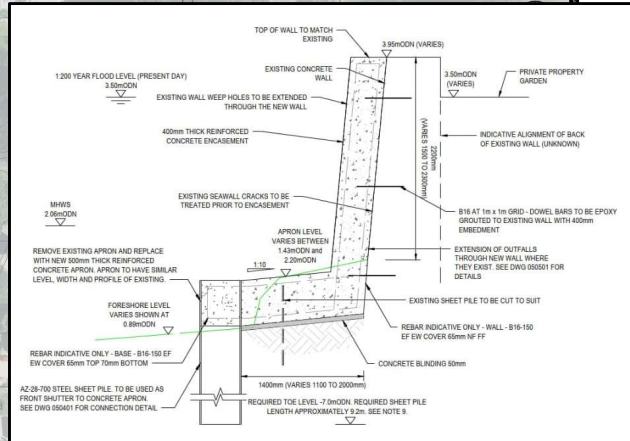 TOP OF WALL TO MATCH
EXISTING
3.95mODN (VARIES)
1:200 YEAR FLOOD LEVEL (PRESENT DAY)
3.50mODN
EXISTING CONCRETE
WALL
3.50mODN
(VARIES)
PRIVATE PROPERTY
GARDEN
EXISTING WALL WEEP HOLES TO BE EXTENDED
THROUGH THE NEW WALL
400mm THICK REINFORCED
CONCRETE ENCASEMENT
2200mm
(VARIES 1500 TO 2300mm)
INDICATIVE ALIGNMENT OF BACK
OF EXISTING WALL (UNKNOWN)
EXISTING SEAWALL CRACKS TO BE
TREATED PRIOR TO ENCASEMENT
MHWS
2.06mODN
B16 AT 1m x 1m GRID - DOWEL BARS TO BE EPOXY
GROUTED TO EXISTING WALL WITH 400mm
EMBEDMENT
APRON LEVEL
VARIES BETWEEN
1.43mODN and
2.20mODN
REMOVE EXISTING APRON AND REPLACE
WITH NEW 500mm THICK REINFORCED
CONCRETE APRON. APRON TO HAVE SIMILAR
LEVEL, WIDTH AND PROFILE OF EXISTING.
1:10
EXTENSION OF OUTFALLS
THROUGH NEW WALL WHERE
THEY EXIST. SEE DWG 050501 FOR
DETAILS
EXISTING SHEET PILE TO BE CUT TO SUIT
FORESHORE LEVEL
VARIES SHOWN AT
0.89mODN
REBAR INDICATIVE ONLY - WALL - B16-150
EF EW COVER 65mm NF FF
REBAR INDICATIVE ONLY - BASE - B16-150 EF
EW COVER 65mm TOP 70mm BOTTOM
CONCRETE BLINDING 50mm
AZ-28-700 STEEL SHEET PILE. TO BE USED AS
FRONT SHUTTER TO CONCRETE APRON.
SEE DWG 050401 FOR CONNECTION DETAIL
1400mm (VARIES 1100 TO 2000mm)
REQUIRED TOE LEVEL -7.0mODN. REQUIRED SHEET PILE
LENGTH APPROXIMATELY 9.2m. SEE NOTE 9.